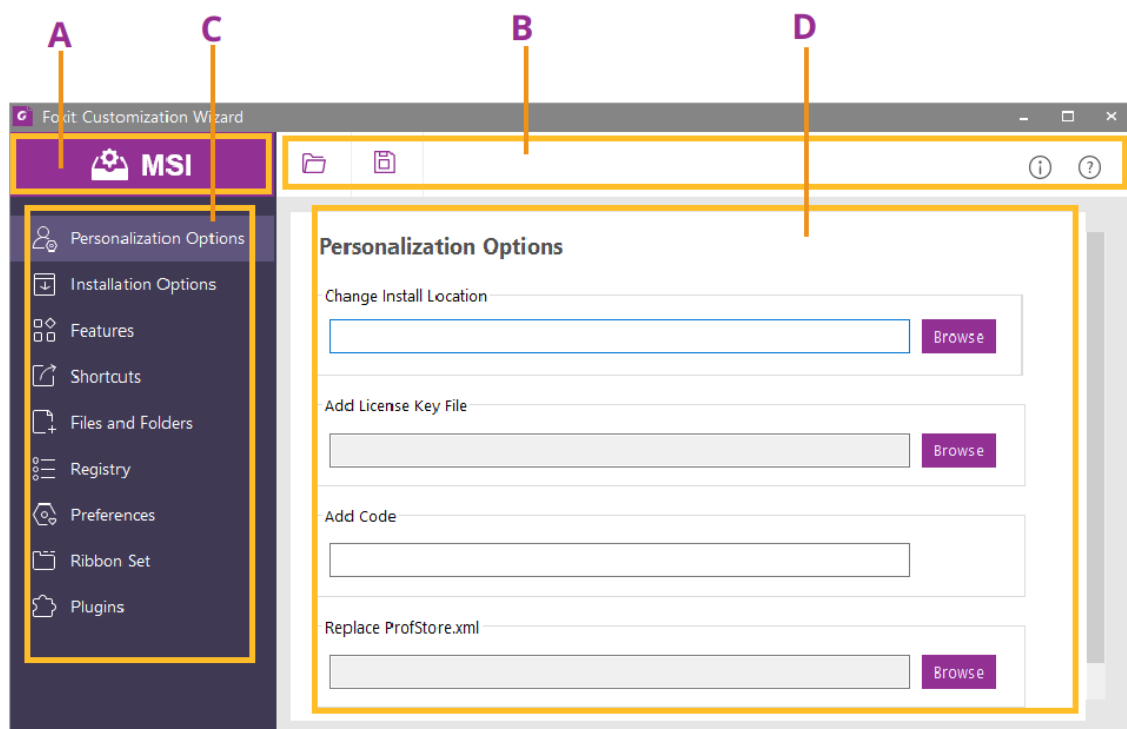 A C B D
Foxit Customization Wizard
MSI
Personalization Options
Installation Options
Features
Shortcuts
Files and Folders
Registry
Preferences
Ribbon Set
Plugins
Personalization Options
Change Install Location
Browse
Add License Key File
Browse
Add Code
Replace ProfStore.xml
Browse